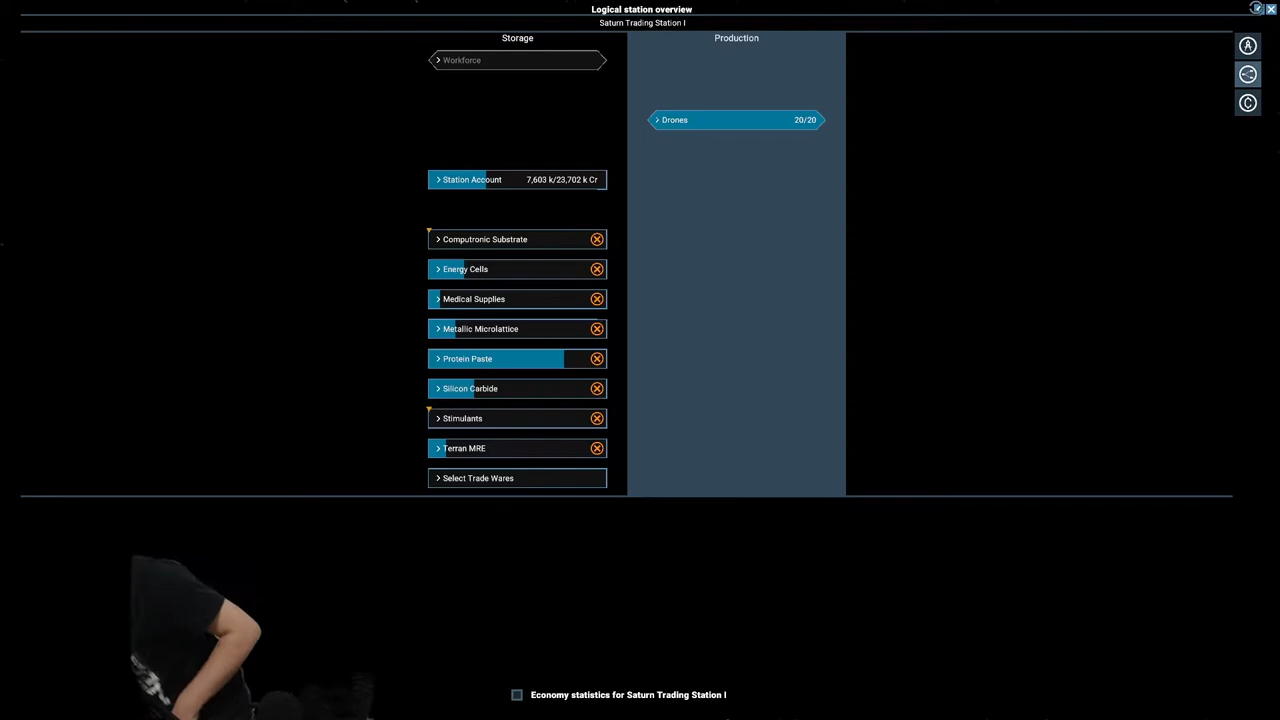 Logical station overview
Saturn Trading Station I
Storage
Production
Workforce
Drones 20/20
Station Account 7,603 k/23,702 k Cr
Computronic Substrate
Energy Cells
Medical Supplies
Metallic Microlattice
Protein Paste
Silicon Carbide
Stimulants
Terran MRE
Select Trade Wares
Economy statistics for Saturn Trading Station I